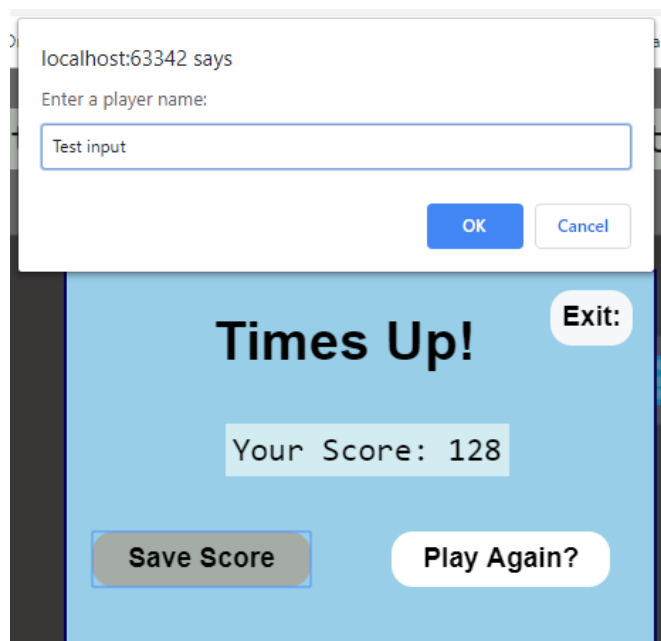 localhost:63342 says
Enter a player name:
Test input
OK Cancel
Exit:
Times Up!
Your Score: 128
Save Score Play Again?